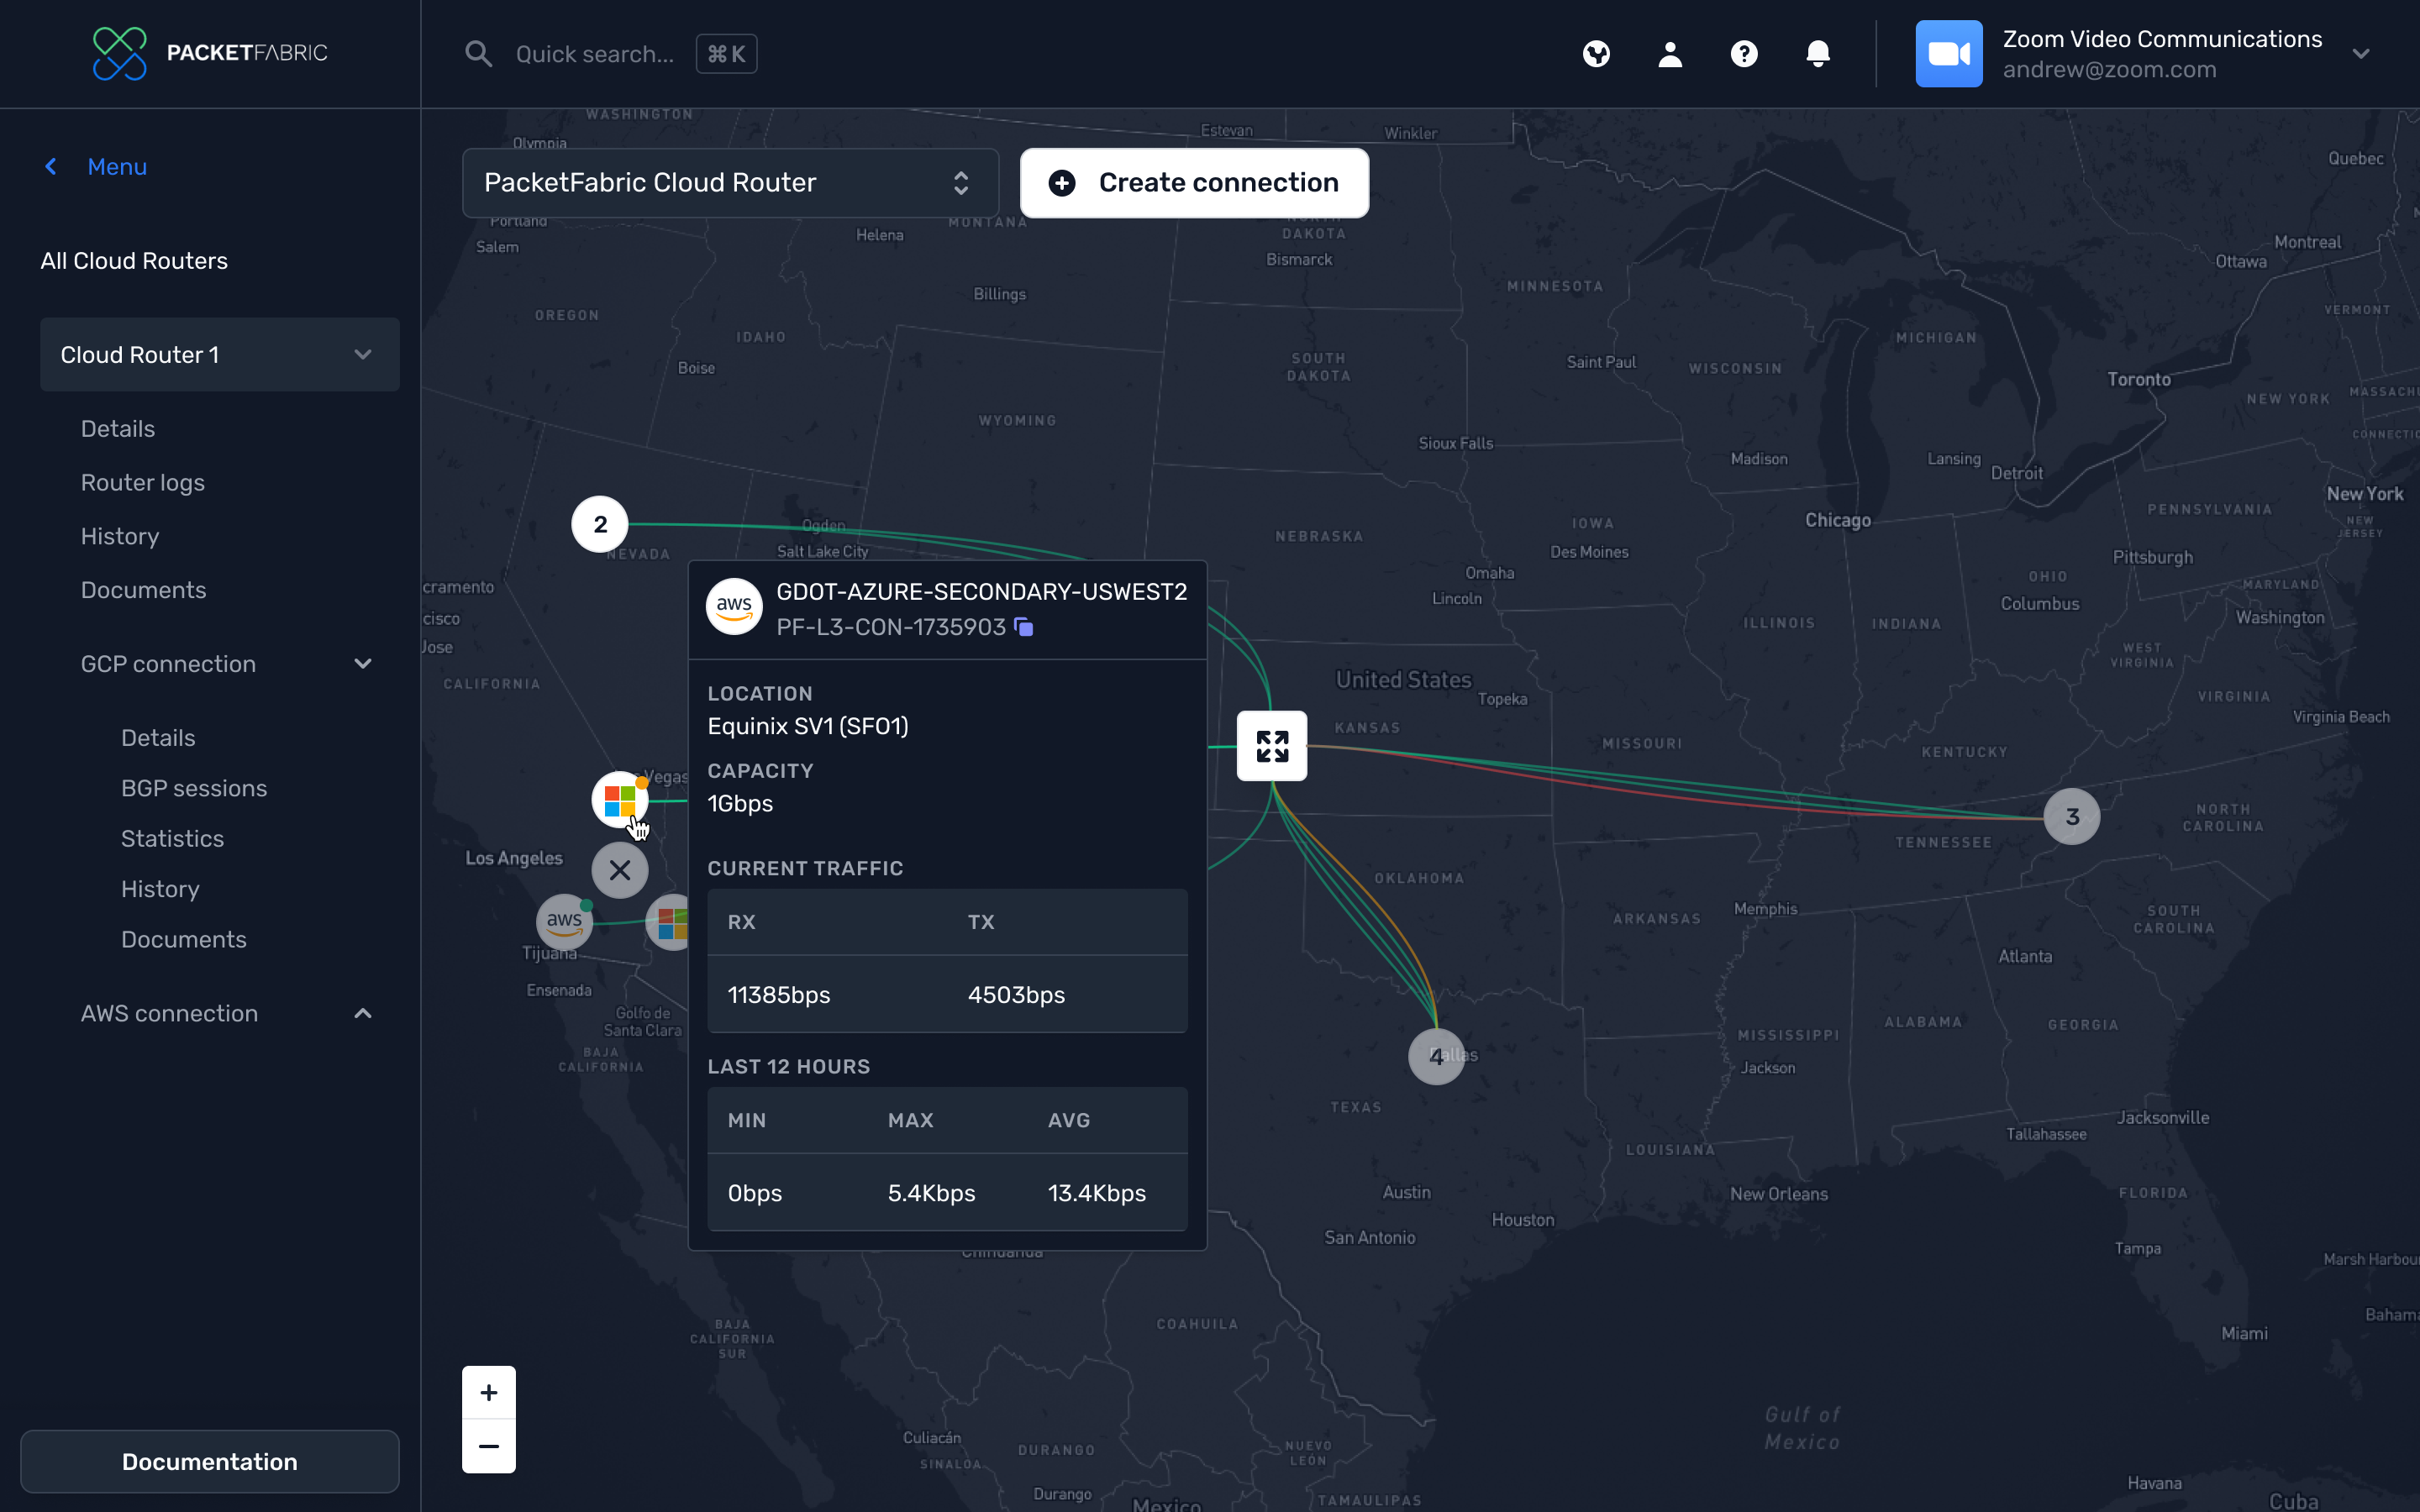 PACKETFABRIC
Quick search...
⌘ K
Zoom Video Communications
andrew@zoom.com
Menu
All Cloud Routers
Cloud Router 1
Details
Router logs
History
Documents
GCP connection
Details
BGP sessions
Statistics
History
Documents
AWS connection
Documentation
PacketFabric Cloud Router
Create connection
2
GDOT-AZURE-SECONDARY-USWEST2
PF-L3-CON-1735903
aws
LOCATION
Equinix SV1 (SFO1)
CAPACITY
1Gbps
CURRENT TRAFFIC
RX TX
11385bps 4503bps
LAST 12 HOURS
MIN MAX AVG
0bps 5.4Kbps 13.4Kbps
aws
3
4
+
−
WASHINGTON
Olympia
Estevan
Winkler
Quebec
Portland
Salem
Helena
MONTANA
NORTH
DAKOTA
Bismarck
Montreal
Ottawa
Billings
MINNESOTA
OREGON
IDAHO
VERMONT
MICHIGAN
Boise
SOUTH
DAKOTA
Saint Paul
WISCONSIN
Toronto
NEW YORK
WYOMING
Sioux Falls
Madison
Lansing
Detroit
New York
NEW
JERSEY
PENNSYLVANIA
Chicago
IOWA
Ogden
Salt Lake City
NEVADA
NEBRASKA
Des Moines
Pittsburgh
Omaha
Lincoln
OHIO
Columbus
MARYLAND
Washington
cramento
cisco
Jose
ILLINOIS
INDIANA
WEST
VIRGINIA
CALIFORNIA
United States
Topeka
KANSAS
MISSOURI
KENTUCKY
VIRGINIA
Virginia Beach
Vegas
NORTH
CAROLINA
TENNESSEE
Los Angeles
OKLAHOMA
ARKANSAS
Memphis
SOUTH
CAROLINA
Atlanta
Tijuana
Ensenada
Golfo de
Santa Clara
BAJA
CALIFORNIA
MISSISSIPPI
ALABAMA
GEORGIA
Jackson
Dallas
TEXAS
Jacksonville
Tallahassee
LOUISIANA
Austin
New Orleans
FLORIDA
Houston
San Antonio
Tampa
Chihuahua
Marsh Harbour
Bahama
BAJA
CALIFORNIA
SUR
COAHUILA
Miami
Gulf of
Mexico
Culiacán
SINALOA
DURANGO
NUEVO
LEÓN
Durango
Mexico
TAMAULIPAS
Havana
Cuba